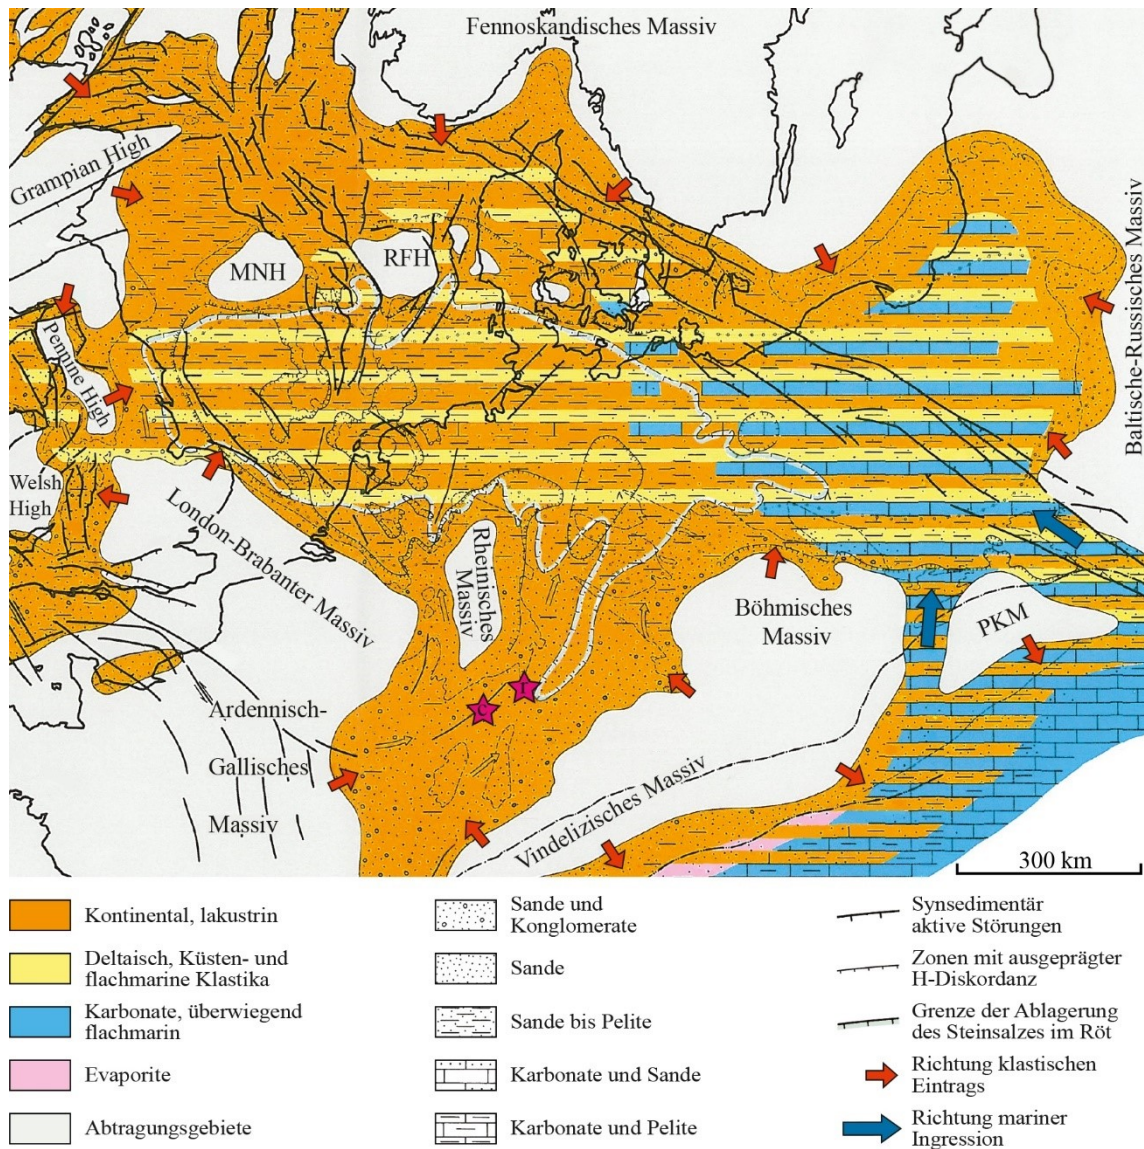 Fennoskandisches Massiv
Grampian High
MNH
RFH
Pennine High
Baltische-Russisches Massiv
Welsh
High
London-Brabanter Massiv
Rheinisches
Massiv
Böhmisches
Massiv
PKM
T
C
Ardennisch-
Gallisches
Massiv
Vindelizisches Massiv
300 km
Kontinental, lakustrin
Deltaisch, Küsten- und
flachmarine Klastika
Karbonate, überwiegend
flachmarin
Evaporite
Abtragungsgebiete
Sande und
Konglomerate
Sande
Sande bis Pelite
Karbonate und Sande
Karbonate und Pelite
Synsedimentär
aktive Störungen
Zonen mit ausgeprägter
H-Diskordanz
Grenze der Ablagerung
des Steinsalzes im Röt
Richtung klastischen
Eintrags
Richtung mariner
Ingression